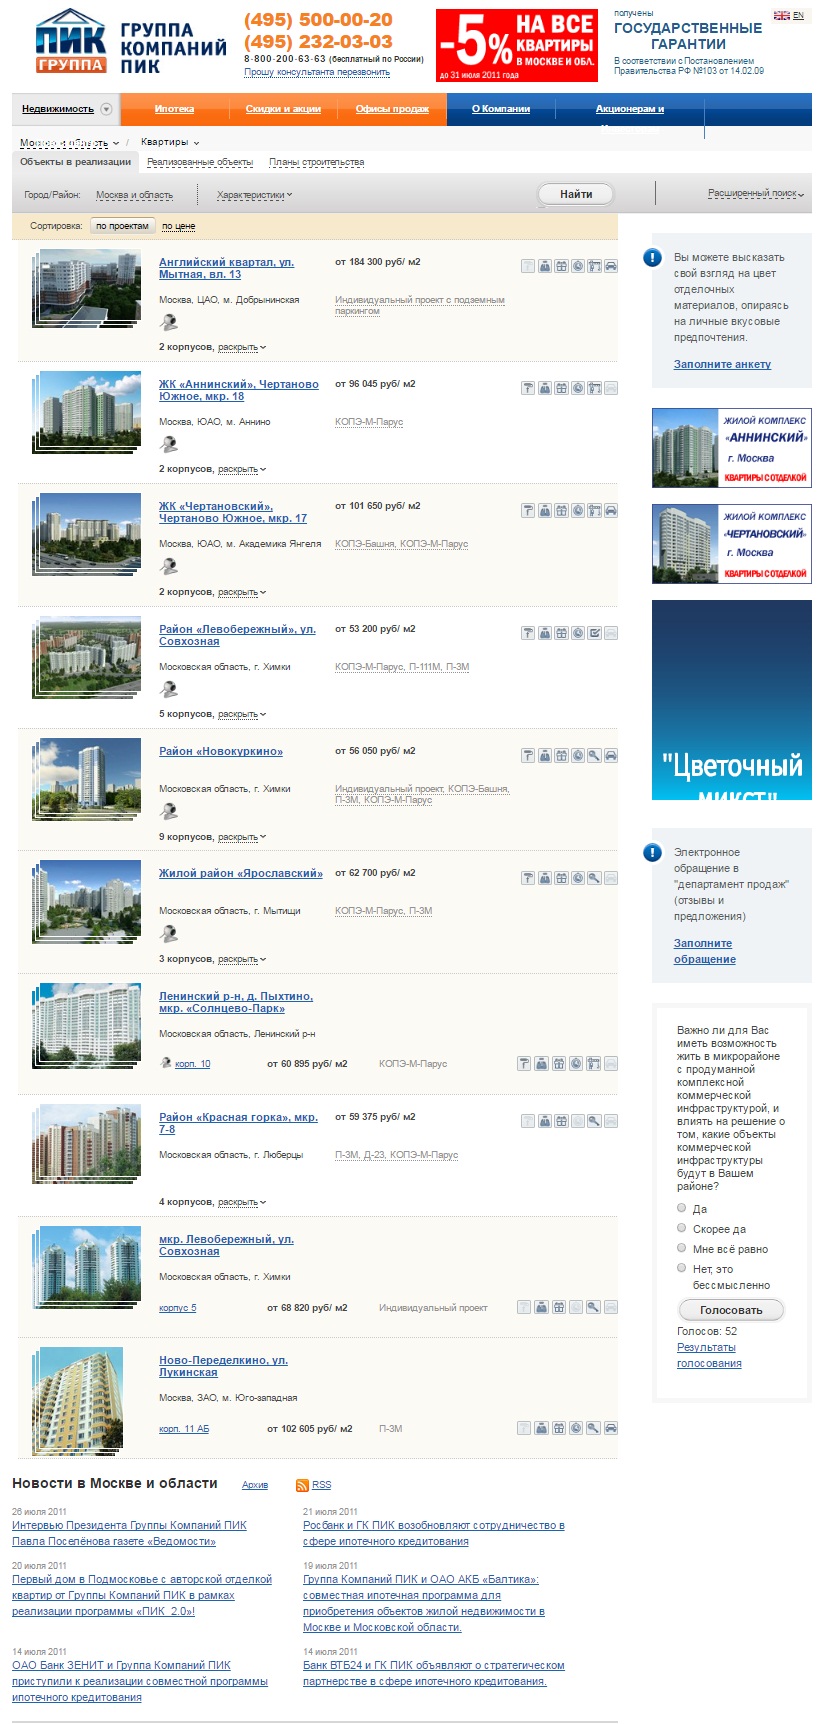 ПИК
ГРУППА
ГРУППА
КОМПАНИЙ
ПИК
(495) 500-00-20
(495) 232-03-03
8-800-200-63-63 (бесплатный по России)
Прошу консультанта перезвонить
-5%
НА ВСЕ
КВАРТИРЫ
В МОСКВЕ И ОБЛ.
до 31 июля 2011 года
получены
ГОСУДАРСТВЕННЫЕ
ГАРАНТИИ
В соответствии с Постановлением
Правительства РФ №103 от 14.02.09
EN
Недвижимость
Ипотека
Скидки и акции
Офисы продаж
О Компании
Акционерам и
Москва и область / Квартиры
Объекты в реализации
Реализованные объекты
Планы строительства
Город/Район: Москва и область
Характеристики
Найти
Расширенный поиск
Сортировка: по проектам по цене
Английский квартал, ул.
Мытная, вл. 13
от 184 300 руб/ м2
Москва, ЦАО, м. Добрынинская
Индивидуальный проект с подземным
паркингом
2 корпусов, раскрыть
ЖК «Аннинский», Чертаново
Южное, мкр. 18
от 96 045 руб/ м2
Москва, ЮАО, м. Аннино
КОПЭ-М-Парус
2 корпусов, раскрыть
ЖК «Чертановский»,
Чертаново Южное, мкр. 17
от 101 650 руб/ м2
Москва, ЮАО, м. Академика Янгеля
КОПЭ-Башня, КОПЭ-М-Парус
2 корпусов, раскрыть
Район «Левобережный», ул.
Совхозная
от 53 200 руб/ м2
Московская область, г. Химки
КОПЭ-М-Парус, П-111М, П-3М
5 корпусов, раскрыть
Район «Новокуркино»
от 56 050 руб/ м2
Московская область, г. Химки
Индивидуальный проект, КОПЭ-Башня,
П-3М, КОПЭ-М-Парус
9 корпусов, раскрыть
Жилой район «Ярославский»
от 62 700 руб/ м2
Московская область, г. Мытищи
КОПЭ-М-Парус, П-3М
3 корпусов, раскрыть
Ленинский р-н, д. Пыхтино,
мкр. «Солнцево-Парк»
Московская область, Ленинский р-н
корп. 10
от 60 895 руб/ м2
КОПЭ-М-Парус
Район «Красная горка», мкр.
7-8
от 59 375 руб/ м2
Московская область, г. Люберцы
П-3М, Д-23, КОПЭ-М-Парус
4 корпусов, раскрыть
мкр. Левобережный, ул.
Совхозная
Московская область, г. Химки
корпус 5
от 68 820 руб/ м2
Индивидуальный проект
Ново-Переделкино, ул.
Лукинская
Москва, ЗАО, м. Юго-западная
корп. 11 АБ
от 102 605 руб/ м2
П-3М
Вы можете высказать
свой взгляд на цвет
отделочных
материалов, опираясь
на личные вкусовые
предпочтения.
Заполните анкету
ЖИЛОЙ КОМПЛЕКС
«АННИНСКИЙ»
г. Москва
КВАРТИРЫ С ОТДЕЛКОЙ
ЖИЛОЙ КОМПЛЕКС
«ЧЕРТАНОВСКИЙ»
г. Москва
КВАРТИРЫ С ОТДЕЛКОЙ
"Цветочный
микст"
Электронное
обращение в
"департамент продаж"
(отзывы и
предложения)
Заполните
обращение
Важно ли для Вас
иметь возможность
жить в микрорайоне
с продуманной
комплексной
коммерческой
инфраструктурой, и
влиять на решение о
том, какие объекты
коммерческой
инфраструктуры
будут в Вашем
районе?
Да
Скорее да
Мне всё равно
Нет, это
бессмысленно
Голосовать
Голосов: 52
Результаты
голосования
Новости в Москве и области
Архив
RSS
26 июля 2011
Интервью Президента Группы Компаний ПИК
Павла Поселёнова газете «Ведомости»
21 июля 2011
Росбанк и ГК ПИК возобновляют сотрудничество в
сфере ипотечного кредитования
20 июля 2011
Первый дом в Подмосковье с авторской отделкой
квартир от Группы Компаний ПИК в рамках
реализации программы «ПИК_2.0»!
19 июля 2011
Группа Компаний ПИК и ОАО АКБ «Балтика»:
совместная ипотечная программа для
приобретения объектов жилой недвижимости в
Москве и Московской области.
14 июля 2011
ОАО Банк ЗЕНИТ и Группа Компаний ПИК
приступили к реализации совместной программы
ипотечного кредитования
14 июля 2011
Банк ВТБ24 и ГК ПИК объявляют о стратегическом
партнерстве в сфере ипотечного кредитования.